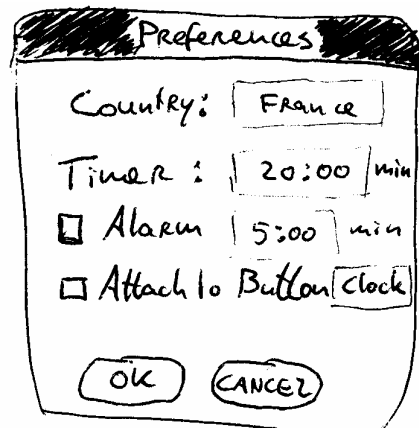 Preferences
Country: France
Timer: 20:00 min
Alarm 5:00 min
Attach to Button Clock
OK CANCEL